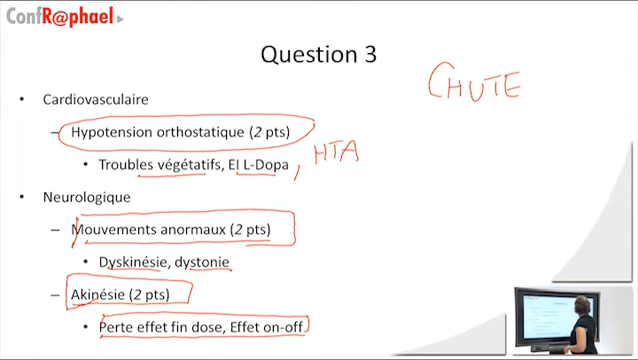 ConfR@phael
Question 3
CHUTE
• Cardiovasculaire
– Hypotension orthostatique (2 pts)
• Troubles végétatifs, EI L-Dopa, HTA
• Neurologique
– Mouvements anormaux (2 pts)
• Dyskinésie, dystonie
– Akinésie (2 pts)
• Perte effet fin dose, Effet on-off